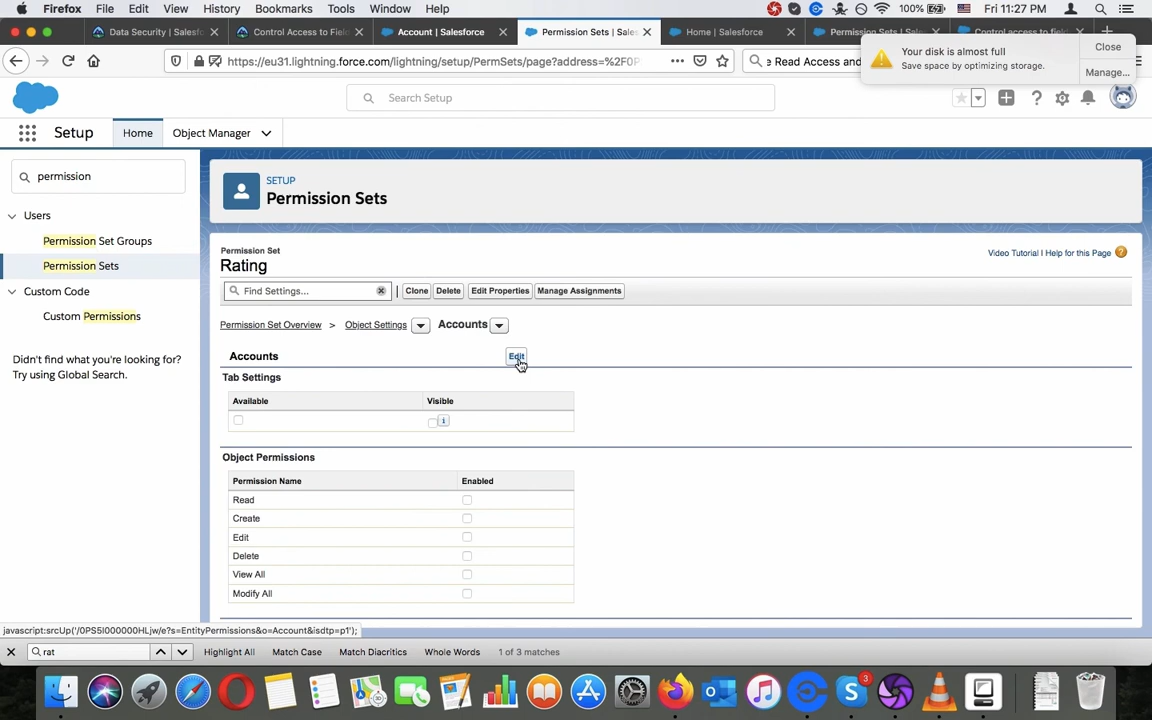 Firefox File Edit View History Bookmarks Tools Window Help 100% Fri 11:27 PM
Data Security | Salesfo Control Access to Fiel Account | Salesforce Permission Sets | Sales Home | Salesforce Permission Sets | Sal Control access to field
https://eu31.lightning.force.com/lightning/setup/PermSets/page?address=%2F0P e Read Access and
Your disk is almost full
Save space by optimizing storage.
Close
Manage...
Search Setup
Setup Home Object Manager
permission
Users
Permission Set Groups
Permission Sets
Custom Code
Custom Permissions
Didn't find what you're looking for?
Try using Global Search.
SETUP
Permission Sets
Permission Set
Rating
Video Tutorial | Help for this Page ?
Find Settings... | Clone Delete Edit Properties Manage Assignments
Permission Set Overview > Object Settings Accounts
Accounts Edit
Tab Settings
Available Visible
i
Object Permissions
Permission Name Enabled
Read
Create
Edit
Delete
View All
Modify All
javascript:srcUp('/0PS5I000000HLjw/e?s=EntityPermissions&o=Account&isdtp=p1');
rat Highlight All Match Case Match Diacritics Whole Words 1 of 3 matches
3